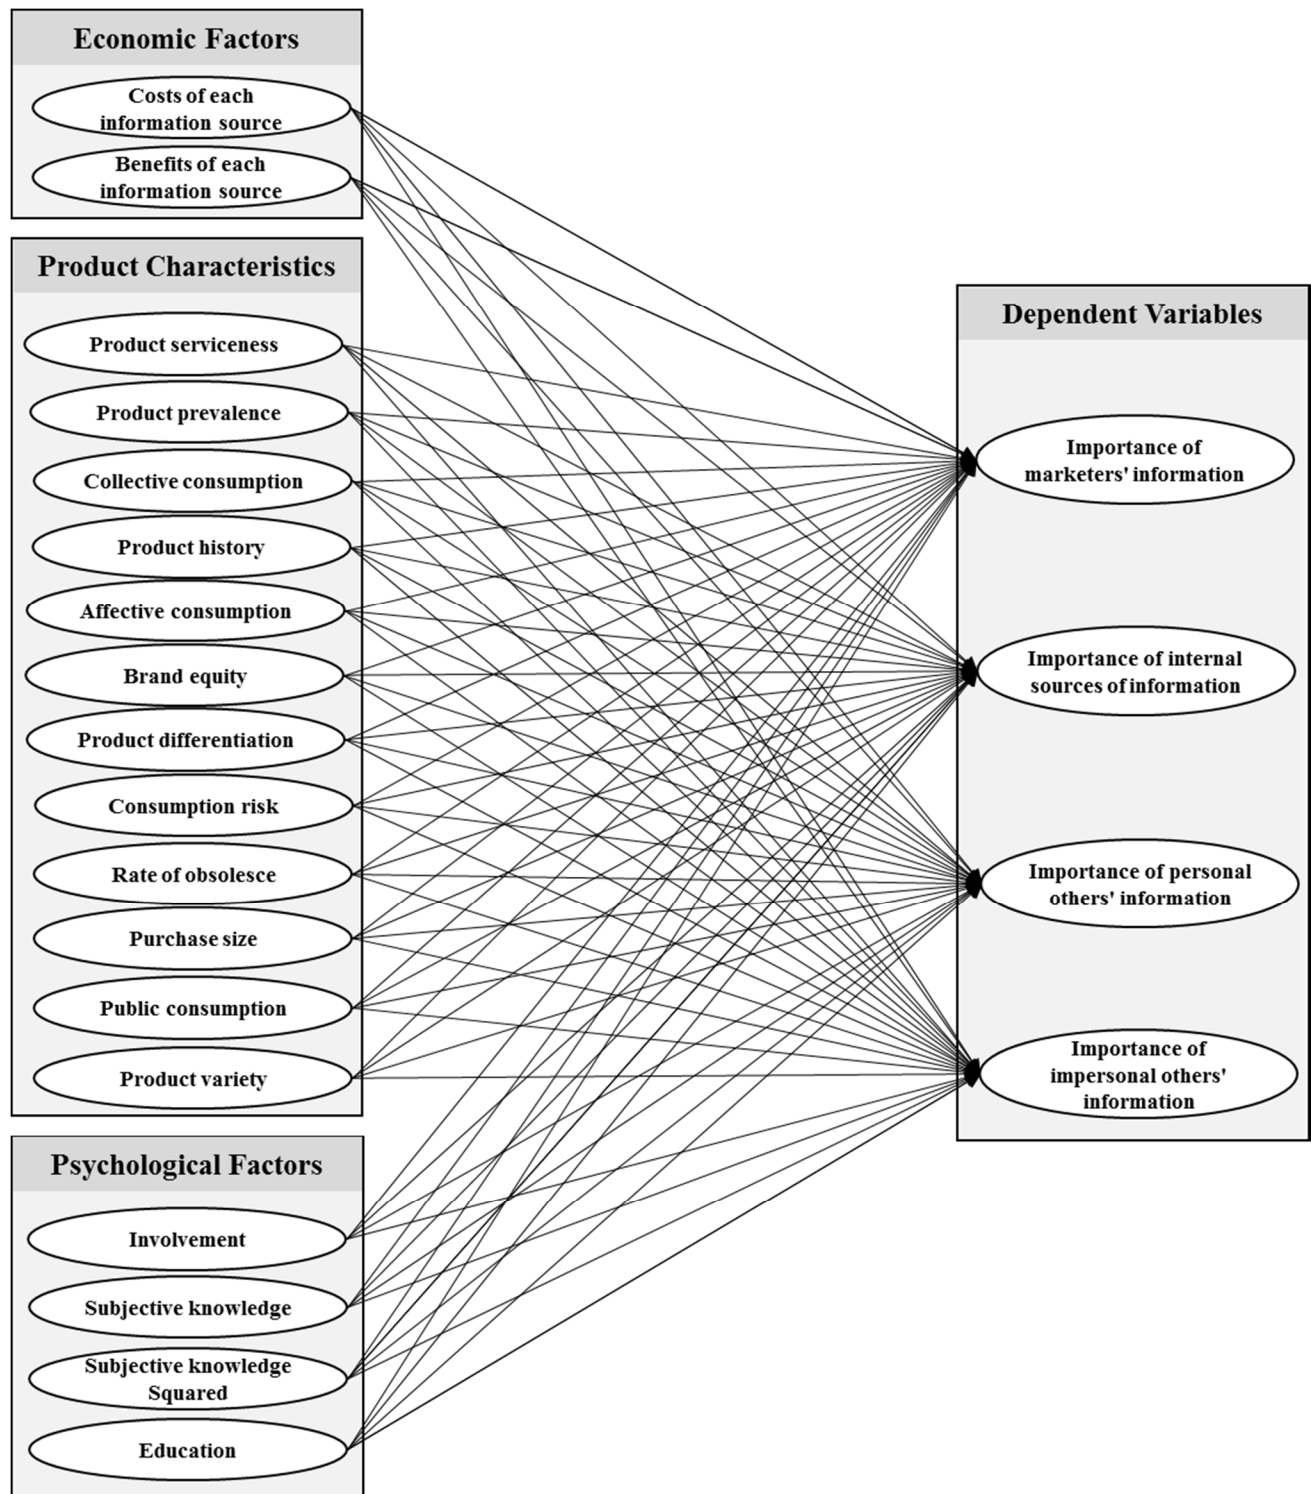 Economic Factors
Costs of each
information source
Benefits of each
information source
Product Characteristics
Product serviceness
Product prevalence
Collective consumption
Product history
Affective consumption
Brand equity
Product differentiation
Consumption risk
Rate of obsolesce
Purchase size
Public consumption
Product variety
Psychological Factors
Involvement
Subjective knowledge
Subjective knowledge
Squared
Education
Dependent Variables
Importance of
marketers' information
Importance of internal
sources of information
Importance of personal
others' information
Importance of
impersonal others'
information